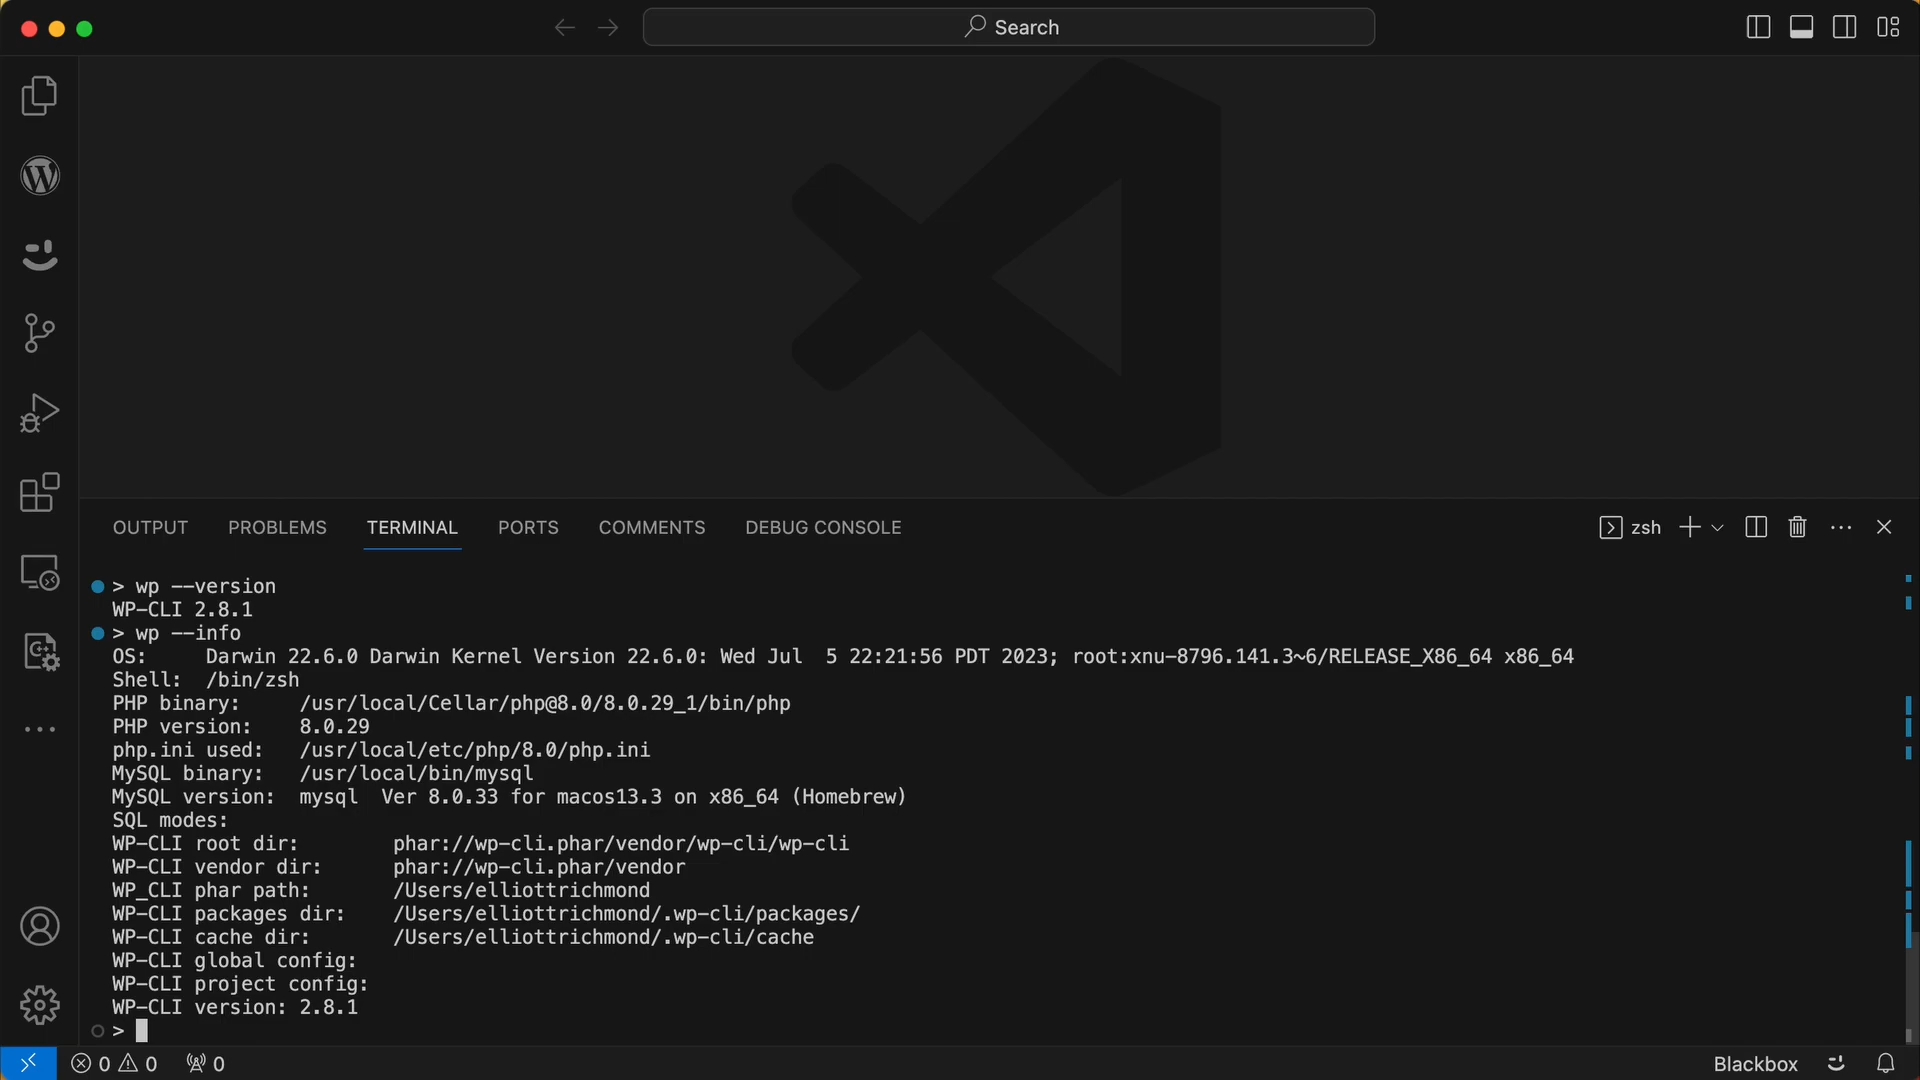 Search
OUTPUT PROBLEMS TERMINAL PORTS COMMENTS DEBUG CONSOLE zsh
> wp --version
WP-CLI 2.8.1
> wp --info
OS:     Darwin 22.6.0 Darwin Kernel Version 22.6.0: Wed Jul  5 22:21:56 PDT 2023; root:xnu-8796.141.3~6/RELEASE_X86_64 x86_64
Shell:  /bin/zsh
PHP binary:     /usr/local/Cellar/php@8.0/8.0.29_1/bin/php
PHP version:    8.0.29
php.ini used:   /usr/local/etc/php/8.0/php.ini
MySQL binary:   /usr/local/bin/mysql
MySQL version:  mysql  Ver 8.0.33 for macos13.3 on x86_64 (Homebrew)
SQL modes:
WP-CLI root dir:        phar://wp-cli.phar/vendor/wp-cli/wp-cli
WP-CLI vendor dir:      phar://wp-cli.phar/vendor
WP_CLI phar path:       /Users/elliottrichmond
WP-CLI packages dir:    /Users/elliottrichmond/.wp-cli/packages/
WP-CLI cache dir:       /Users/elliottrichmond/.wp-cli/cache
WP-CLI global config:
WP-CLI project config:
WP-CLI version: 2.8.1
>
0 0 0 Blackbox